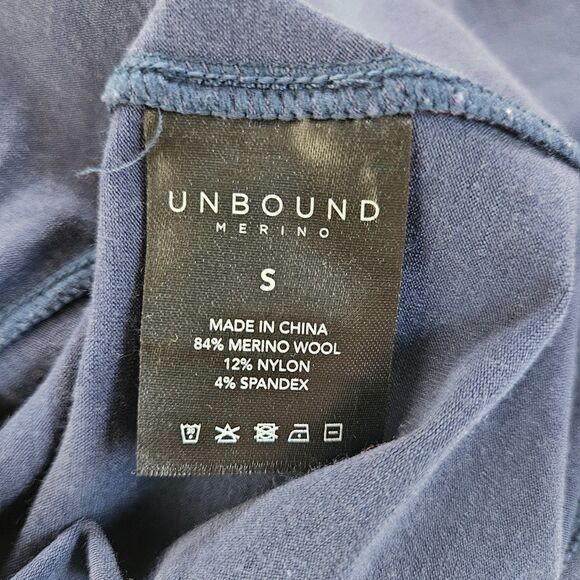 UNBOUND
MERINO
S
MADE IN CHINA
84% MERINO WOOL
12% NYLON
4% SPANDEX